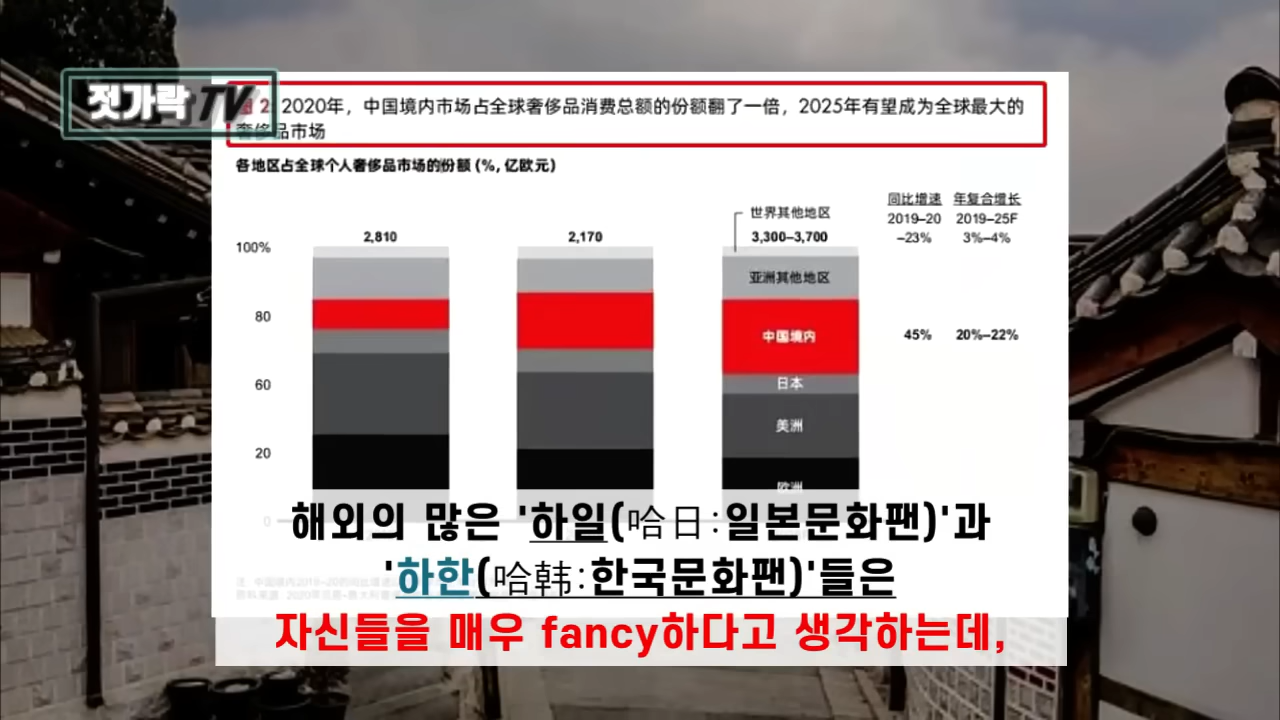 젓가락 TV
2: 2020年，中国境内市场占全球奢侈品消费总额的份额翻了一倍，2025年有望成为全球最大的
奢侈品市场
各地区占全球个人奢侈品市场的份额 (%, 亿欧元)
同比增速 年复合增长
世界其他地区
2019–20 2019–25F
2,810 2,170 3,300–3,700 –23% 3%–4%
100%
亚洲其他地区
80
中国境内 45% 20%–22%
60
日本
美洲
20
欧洲
0
해외의 많은 '하일(哈日:일본문화팬)'과
'하한(哈韩:한국문화팬)'들은
자신들을 매우 fancy하다고 생각하는데,